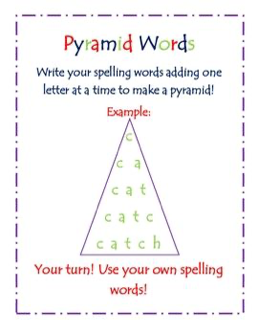 Pyramid Words
Write your spelling words adding one
letter at a time to make a pyramid!
Example:
c
c a
c a t
c a t c
c a t c h
Your turn! Use your own spelling
words!